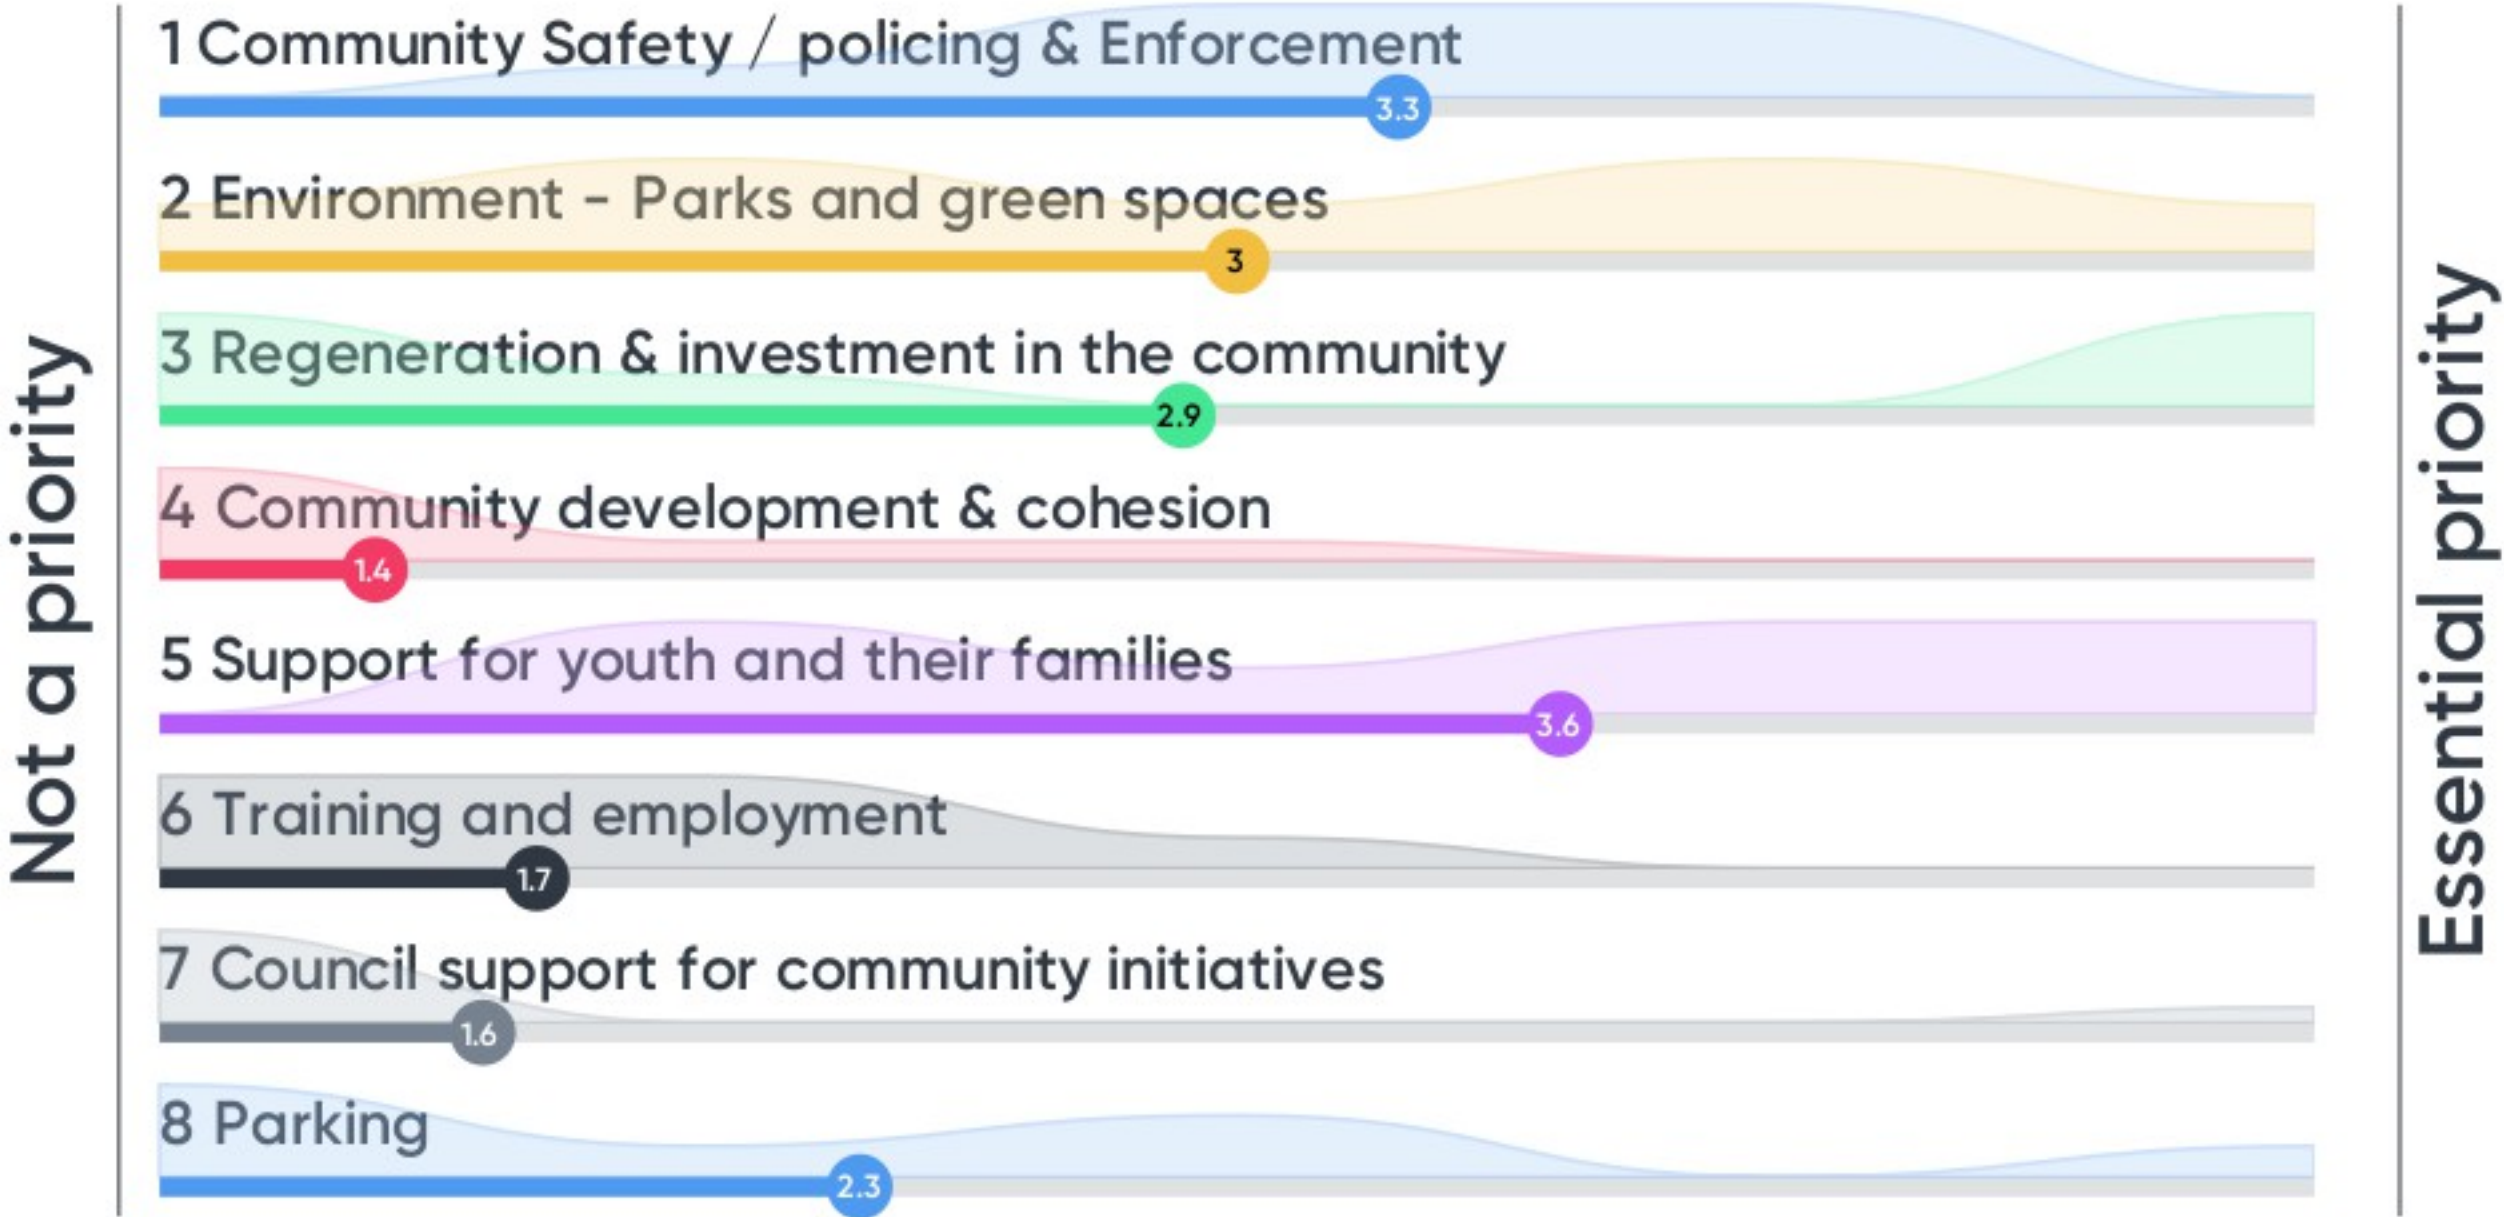 Not a priority
1 Community Safety / policing & Enforcement
3.3
2 Environment - Parks and green spaces
3
3 Regeneration & investment in the community
2.9
4 Community development & cohesion
1.4
5 Support for youth and their families
3.6
6 Training and employment
1.7
7 Council support for community initiatives
1.6
8 Parking
2.3
Essential priority